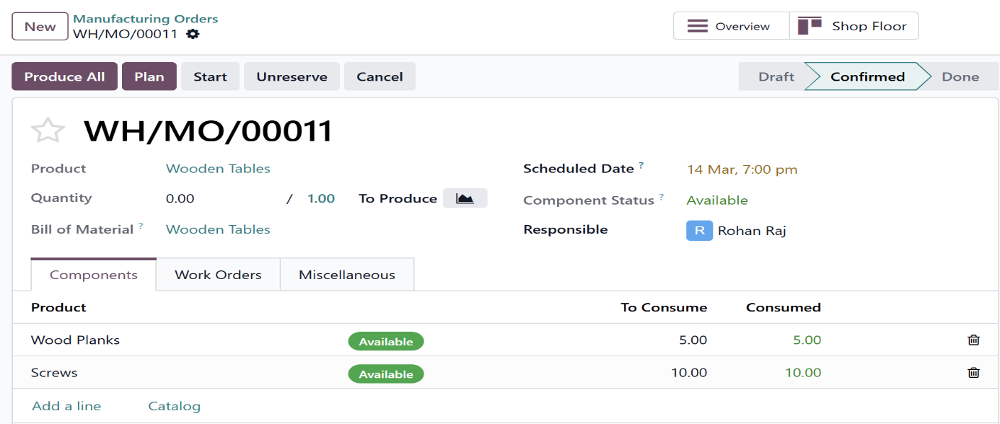 New
Manufacturing Orders
WH/MO/00011
Overview
Shop Floor
Produce All
Plan
Start
Unreserve
Cancel
Draft
Confirmed
Done
WH/MO/00011
Product Wooden Tables
Scheduled Date ? 14 Mar, 7:00 pm
Quantity 0.00 / 1.00 To Produce
Component Status ? Available
Bill of Material ? Wooden Tables
Responsible R Rohan Raj
Components Work Orders Miscellaneous
Product To Consume Consumed
Wood Planks Available 5.00 5.00
Screws Available 10.00 10.00
Add a line Catalog